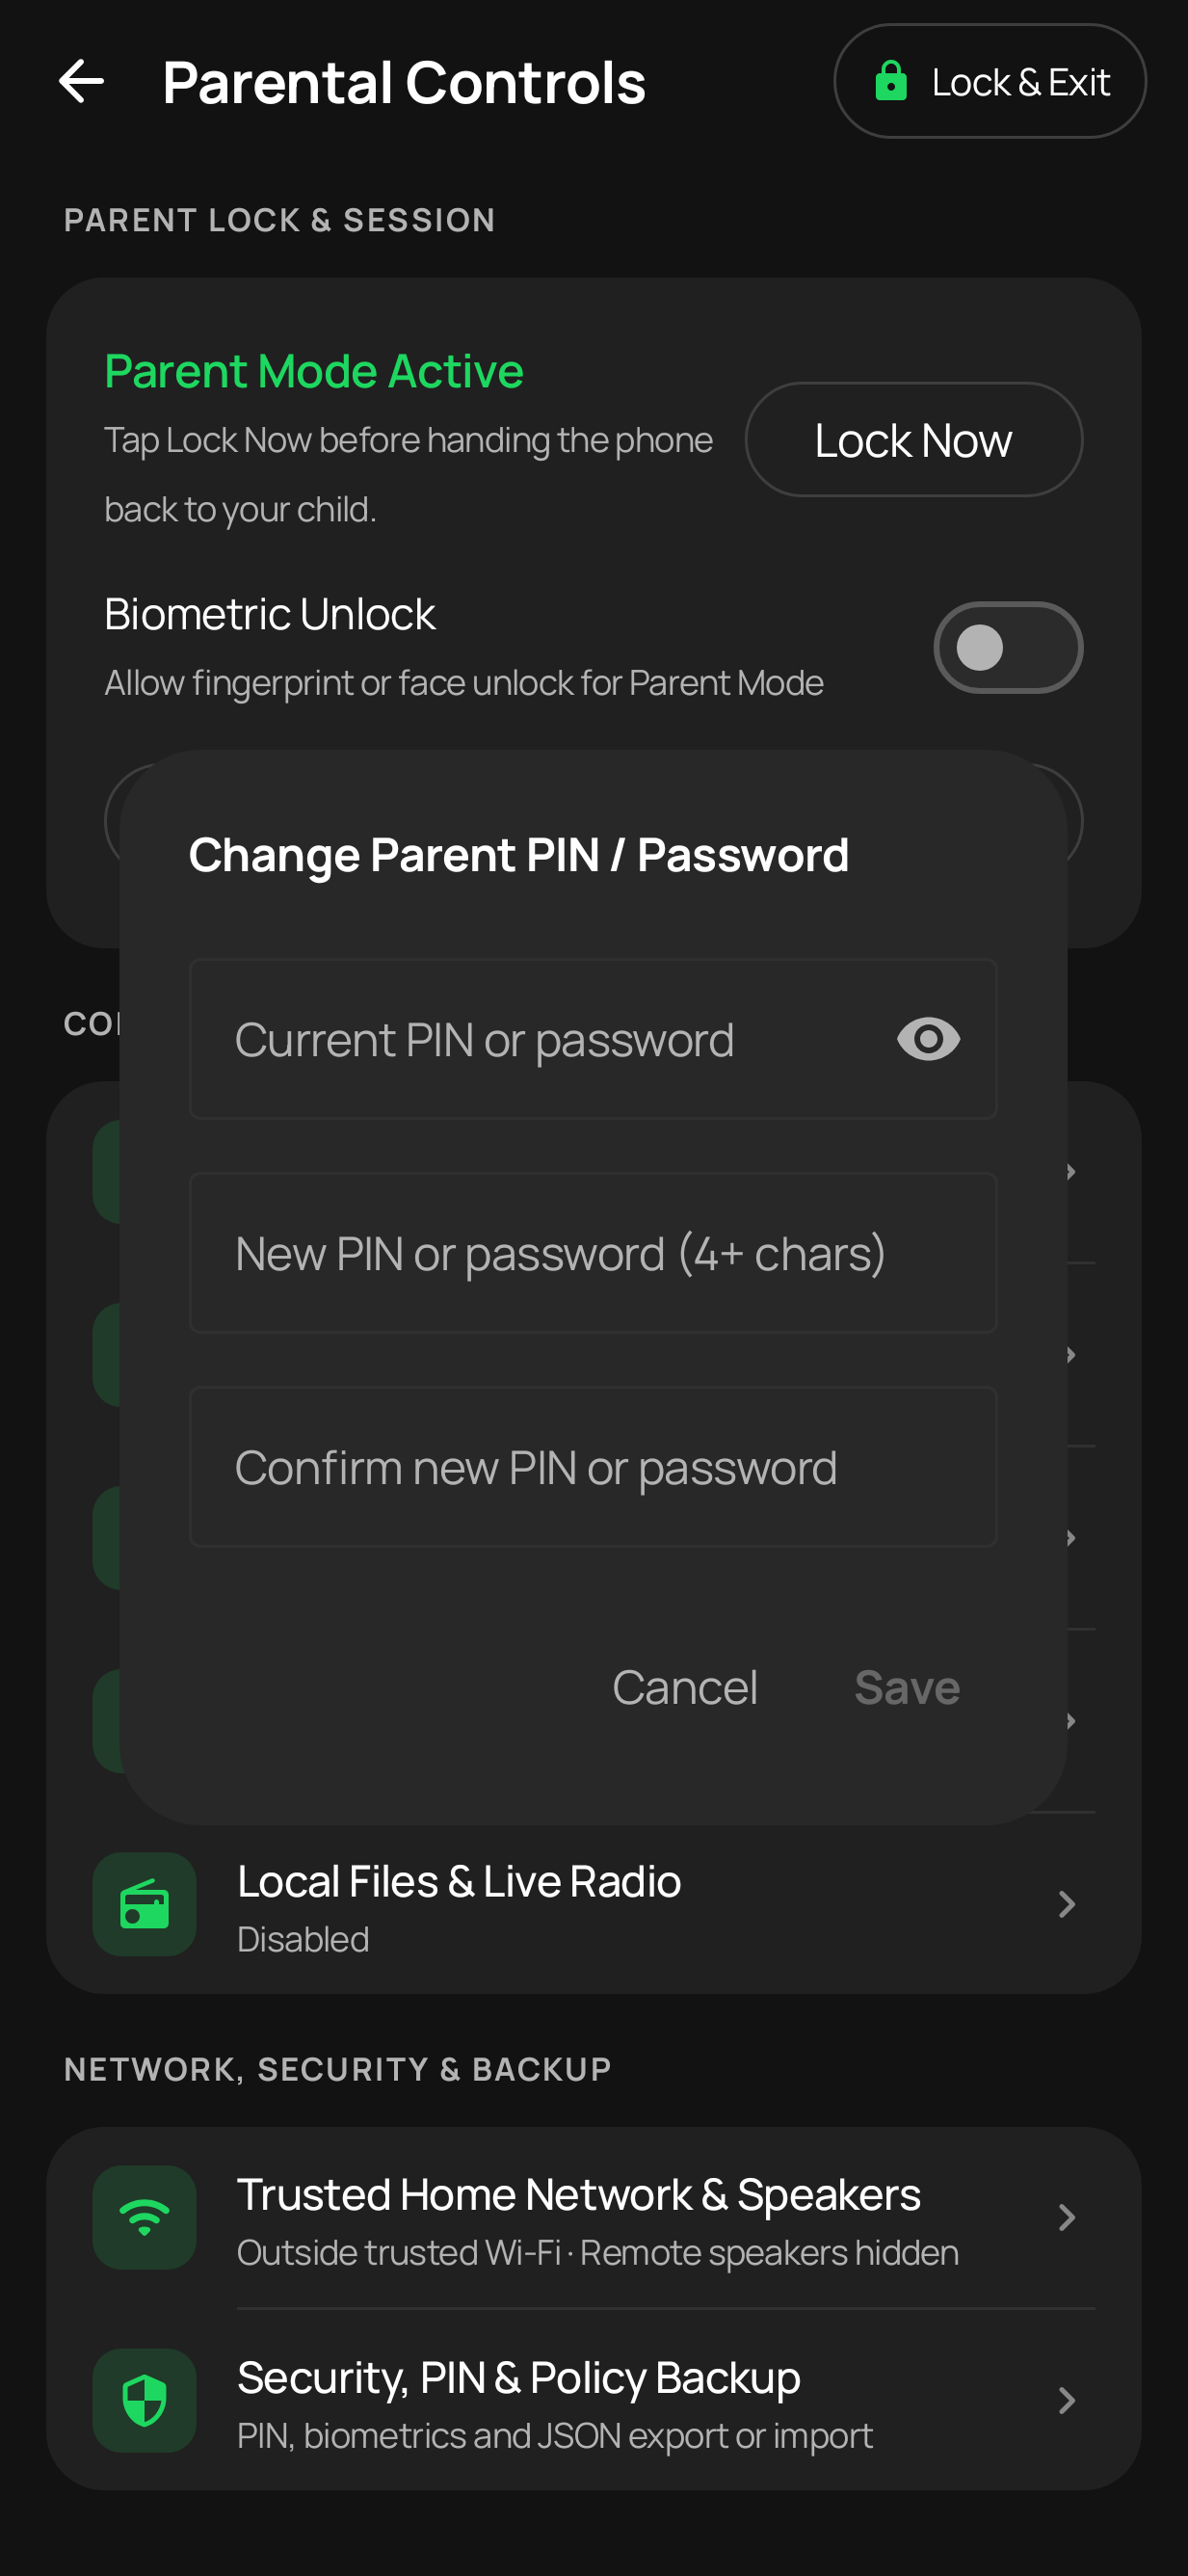 Parental Controls
Lock & Exit
PARENT LOCK & SESSION
Parent Mode Active
Tap Lock Now before handing the phone
back to your child.
Lock Now
Biometric Unlock
Allow fingerprint or face unlock for Parent Mode
Change Parent PIN / Password
Current PIN or password
New PIN or password (4+ chars)
Confirm new PIN or password
Cancel
Save
Local Files & Live Radio
Disabled
NETWORK, SECURITY & BACKUP
Trusted Home Network & Speakers
Outside trusted Wi-Fi · Remote speakers hidden
Security, PIN & Policy Backup
PIN, biometrics and JSON export or import